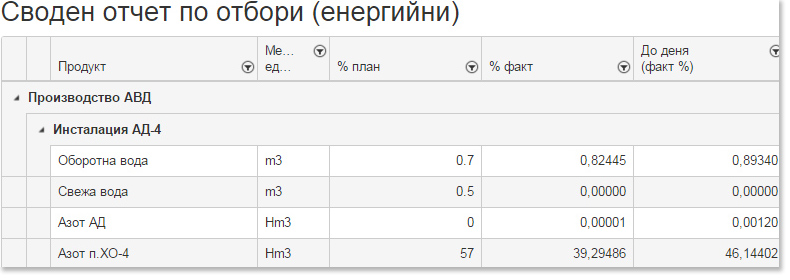 Сводeн отчет по отбори (енергийни)
Продукт Ме... ед... % план % факт До деня (факт %)
Производство АВД
Инсталация АД-4
Оборотна вода m3 0.7 0,82445 0,89340
Свежа вода m3 0.5 0,00000 0,00000
Азот АД Hm3 0 0,00001 0,00120
Азот п.ХО-4 Hm3 57 39,29486 46,14402